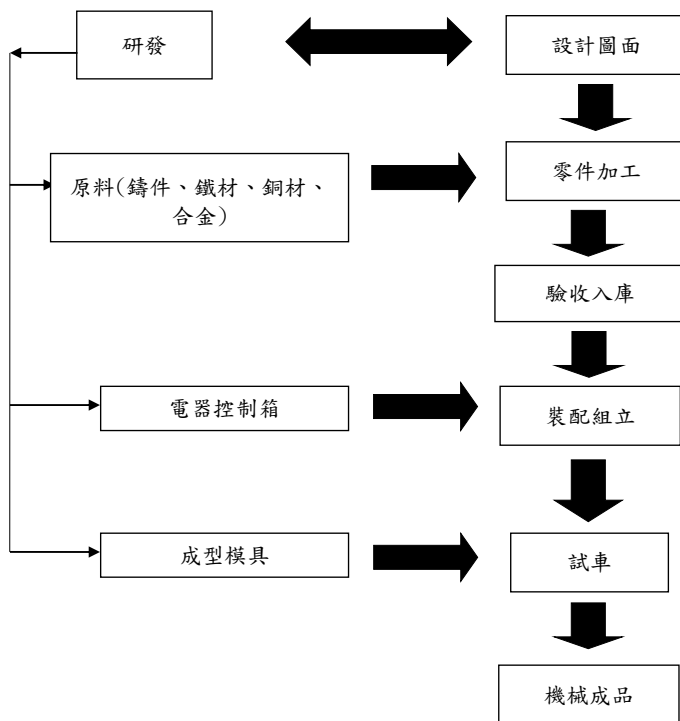 研發
設計圖面
原料(鑄件、鐵材、銅材、
合金)
零件加工
驗收入庫
電器控制箱
裝配組立
成型模具
試車
機械成品